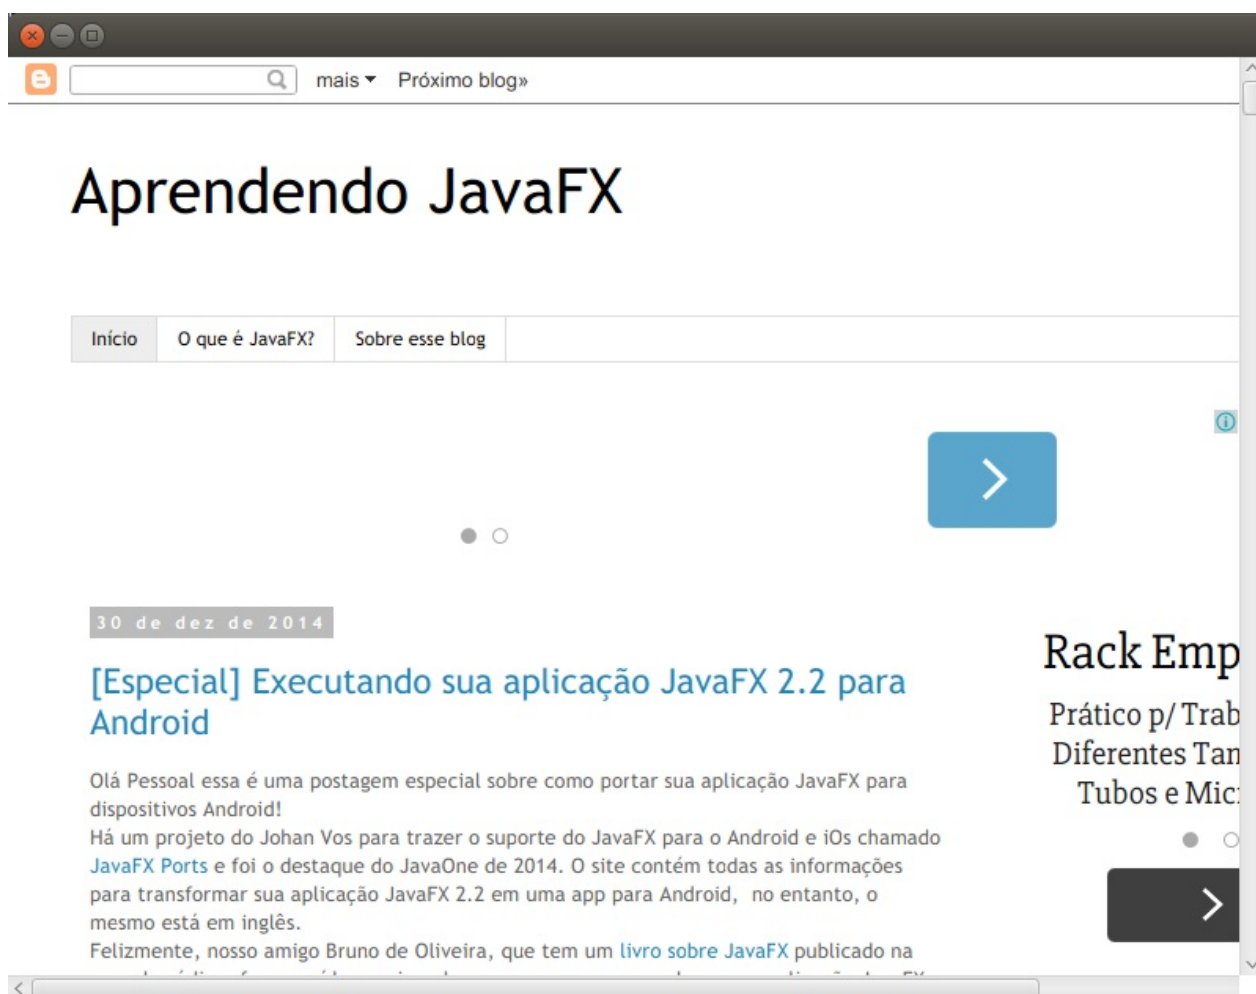 mais Próximo blog»
Aprendendo JavaFX
Início O que é JavaFX? Sobre esse blog
30 de dez de 2014
[Especial] Executando sua aplicação JavaFX 2.2 para
Android
Olá Pessoal essa é uma postagem especial sobre como portar sua aplicação JavaFX para
dispositivos Android!
Há um projeto do Johan Vos para trazer o suporte do JavaFX para o Android e iOs chamado
JavaFX Ports e foi o destaque do JavaOne de 2014. O site contém todas as informações
para transformar sua aplicação JavaFX 2.2 em uma app para Android, no entanto, o
mesmo está em inglês.
Felizmente, nosso amigo Bruno de Oliveira, que tem um livro sobre JavaFX publicado na
Rack Emp
Prático p/ Trab
Diferentes Tan
Tubos e Mic